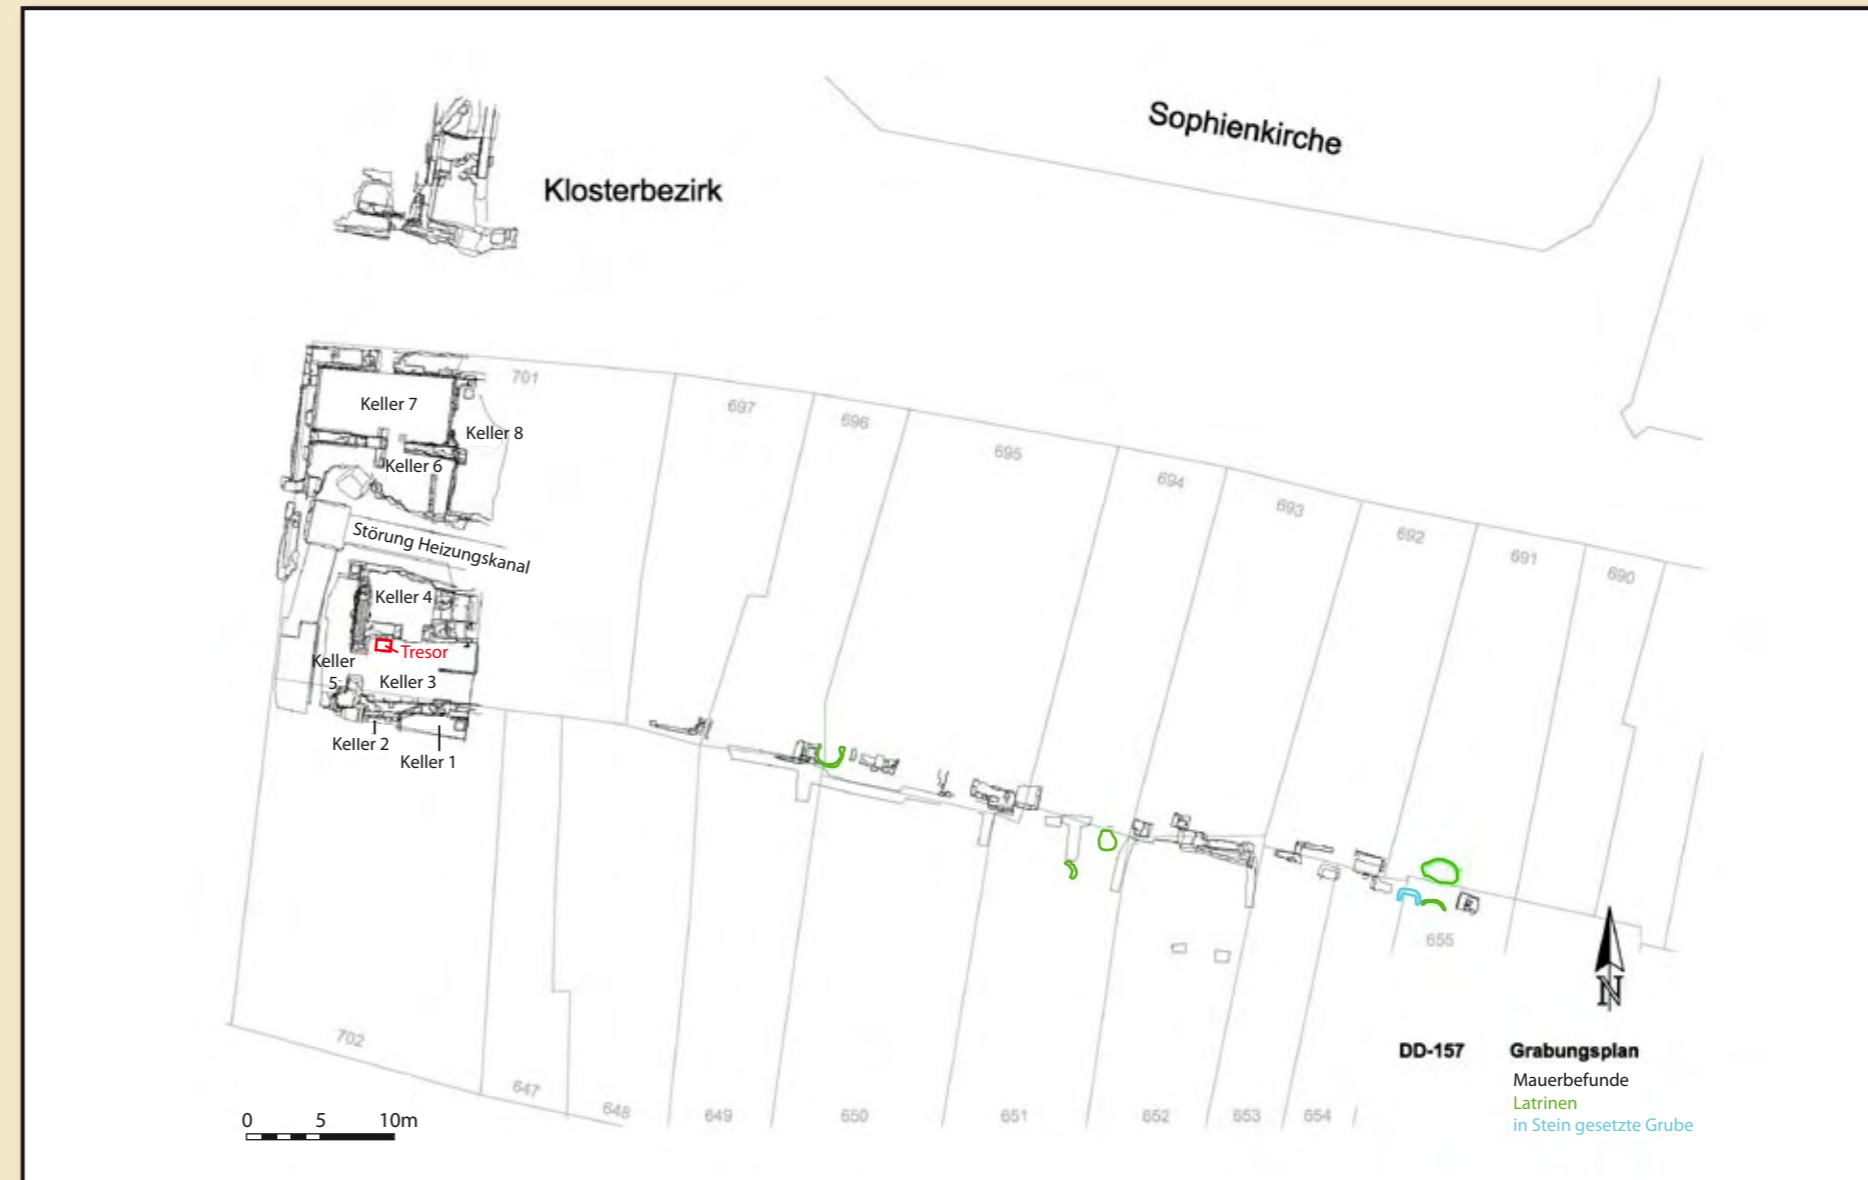 Sophienkirche
Klosterbezirk
701
697
696
695
694
693
692
691
690
Keller 7
Keller 8
Keller 6
Störung Heizungskanal
Keller 4
Tresor
Keller
5
Keller 3
Keller 2
Keller 1
655
702
647
648
649
650
651
652
653
654
0 5 10m
N
DD-157 Grabungsplan
Mauerbefunde
Latrinen
in Stein gesetzte Grube